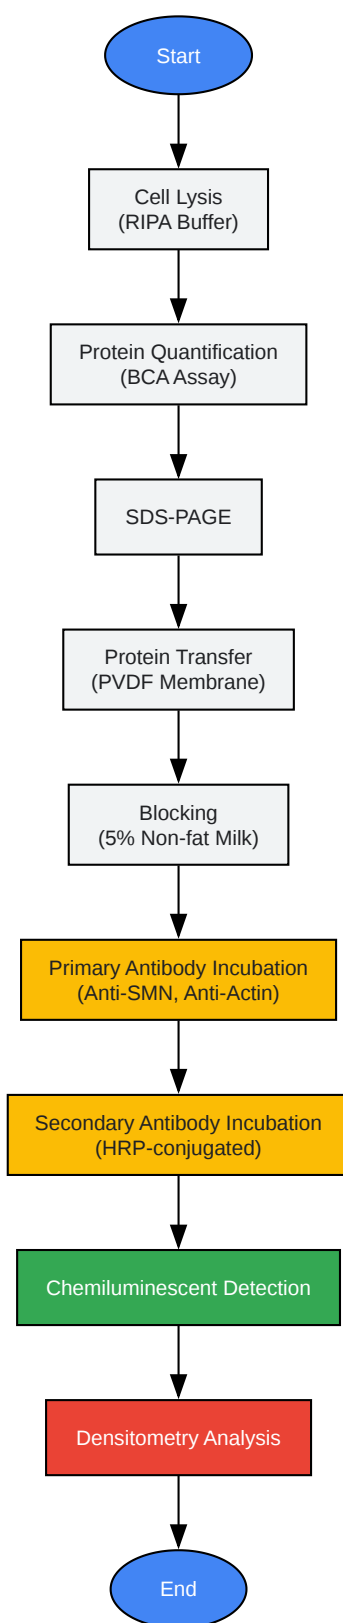 Start
Cell Lysis
(RIPA Buffer)
Protein Quantification
(BCA Assay)
SDS-PAGE
Protein Transfer
(PVDF Membrane)
Blocking
(5% Non-fat Milk)
Primary Antibody Incubation
(Anti-SMN, Anti-Actin)
Secondary Antibody Incubation
(HRP-conjugated)
Chemiluminescent Detection
Densitometry Analysis
End